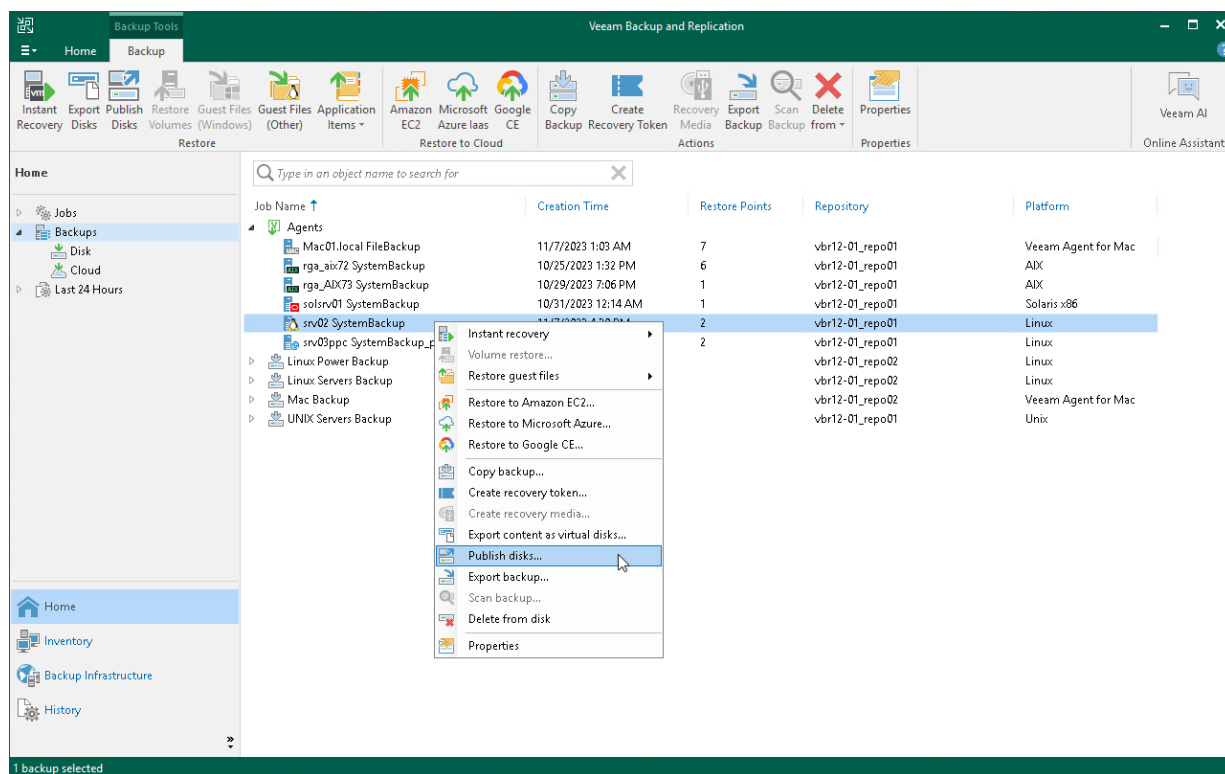 Backup Tools
Veeam Backup and Replication
Home Backup
Instant Recovery
Export Disks
Publish Disks
Restore Volumes
Guest Files (Windows)
Guest Files (Other)
Application Items
Amazon EC2
Microsoft Azure Iaas
Google CE
Copy Backup
Create Recovery Token
Recovery Media
Export Backup
Scan Backup
Delete from
Properties
Veeam AI
Restore
Restore to Cloud
Actions
Properties
Online Assistant
Home
Jobs
Backups
Disk
Cloud
Last 24 Hours
Type in an object name to search for
Job Name Creation Time Restore Points Repository Platform
Agents
Mac01.local FileBackup 11/7/2023 1:03 AM 7 vbr12-01_repo01 Veeam Agent for Mac
rga_aix72 SystemBackup 10/25/2023 1:32 PM 6 vbr12-01_repo01 AIX
rga_AIX73 SystemBackup 10/29/2023 7:06 PM 1 vbr12-01_repo01 AIX
solsrv01 SystemBackup 10/31/2023 12:14 AM 1 vbr12-01_repo01 Solaris x86
srv02 SystemBackup 2 vbr12-01_repo01 Linux
srv03ppc SystemBackup_p 2 vbr12-01_repo01 Linux
Linux Power Backup vbr12-01_repo02 Linux
Linux Servers Backup vbr12-01_repo02 Linux
Mac Backup vbr12-01_repo02 Veeam Agent for Mac
UNIX Servers Backup vbr12-01_repo01 Unix
Instant recovery
Volume restore...
Restore guest files
Restore to Amazon EC2...
Restore to Microsoft Azure...
Restore to Google CE...
Copy backup...
Create recovery token...
Create recovery media...
Export content as virtual disks...
Publish disks...
Export backup...
Scan backup...
Delete from disk
Properties
Home
Inventory
Backup Infrastructure
History
1 backup selected